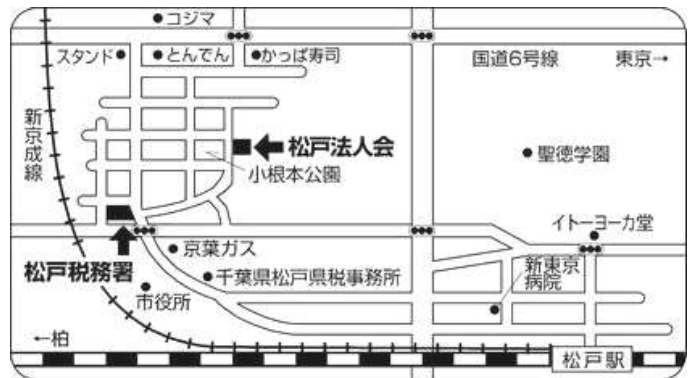 コジマ
スタンド
とんでん
かっぱ寿司
国道6号線
東京→
新京成線
松戸法人会
小根本公園
聖徳学園
イトーヨーカ堂
京葉ガス
松戸税務署
千葉県松戸県税事務所
新東京
病院
市役所
←柏
松戸駅